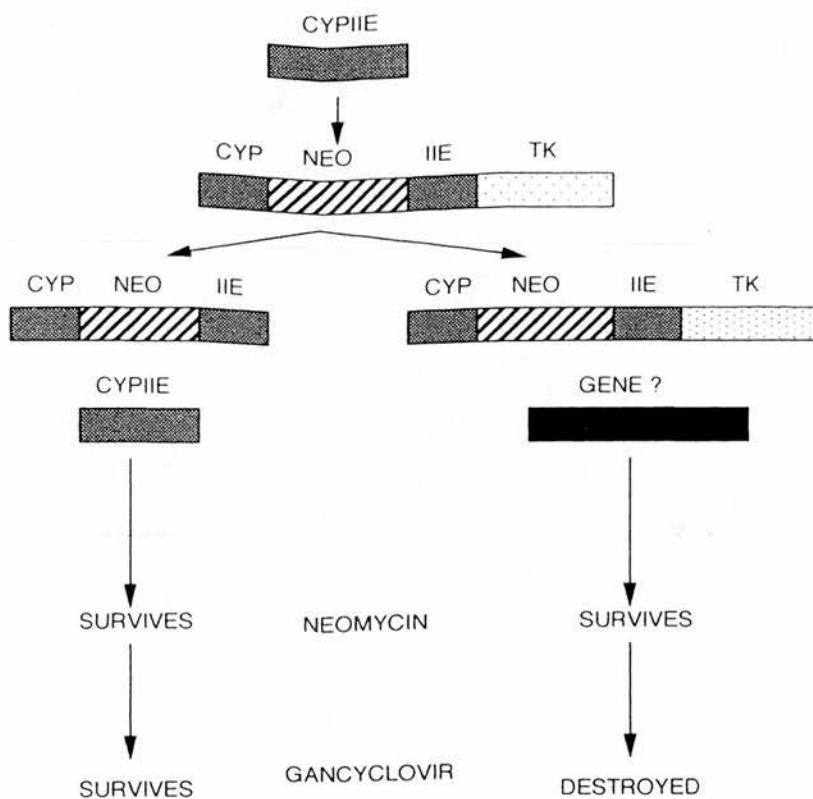 CYPIIE
CYP NEO IIE TK
CYP NEO IIE CYP NEO IIE TK
CYPIIE GENE ?
SURVIVES NEOMYCIN SURVIVES
SURVIVES GANCYCLOVIR DESTROYED